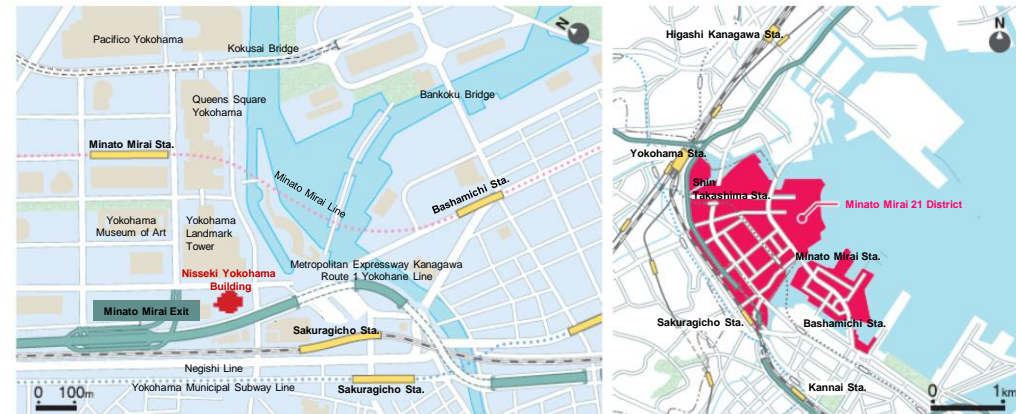 N
Pacifico Yokohama
Kokusai Bridge
Queens Square
Yokohama
Bankoku Bridge
Minato Mirai Sta.
Minato Mirai Line
Bashamichi Sta.
Yokohama
Museum of Art
Yokohama
Landmark
Tower
Nisseki Yokohama
Building
Metropolitan Expressway Kanagawa
Route 1 Yokohane Line
Minato Mirai Exit
Sakuragicho Sta.
Negishi Line
Yokohama Municipal Subway Line
Sakuragicho Sta.
0 100m
N
Higashi Kanagawa Sta.
Yokohama Sta.
Shin
Takashima Sta.
Minato Mirai 21 District
Minato Mirai Sta.
Sakuragicho Sta.
Bashamichi Sta.
Kannai Sta.
0 1km